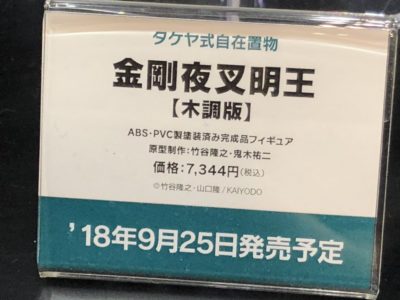 タケヤ式自在置物
金剛夜叉明王
【木調版】
ABS・PVC製塗装済み完成品フィギュア
原型制作：竹谷隆之・鬼木祐二
価格：7,344円(税込)
©竹谷隆之・山口隆/KAIYODO
'18年9月25日発売予定